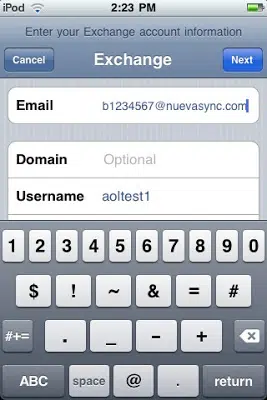 iPod 2:23 PM
Enter your Exchange account information
Cancel Exchange Next
Email b1234567@nuevasync.com
Domain Optional
Username aoltest1
1 2 3 4 5 6 7 8 9 0
$ ! ~ & = #
#+= . _ - +
ABC space @ . return